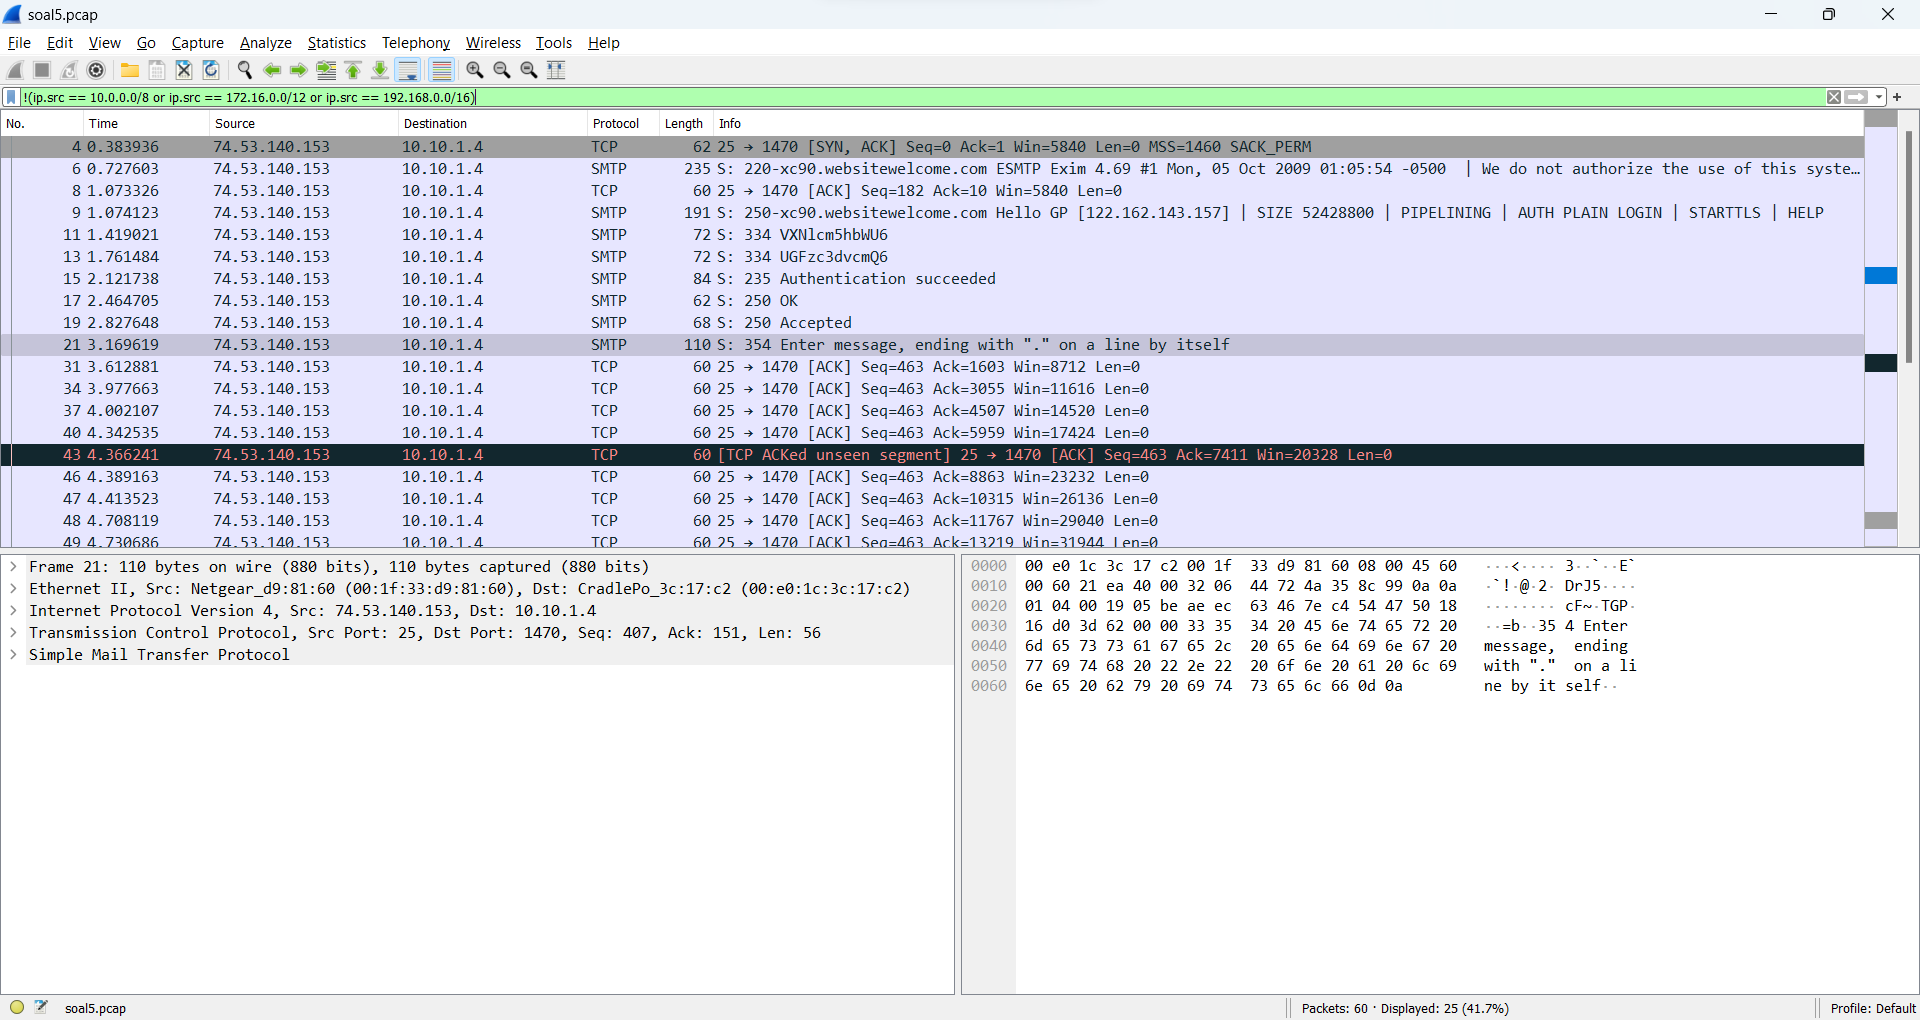 soal5.pcap
File Edit View Go Capture Analyze Statistics Telephony Wireless Tools Help
!(ip.src == 10.0.0.0/8 or ip.src == 172.16.0.0/12 or ip.src == 192.168.0.0/16)
No. Time Source Destination Protocol Length Info
4 0.383936 74.53.140.153 10.10.1.4 TCP 62 25 → 1470 [SYN, ACK] Seq=0 Ack=1 Win=5840 Len=0 MSS=1460 SACK_PERM
6 0.727603 74.53.140.153 10.10.1.4 SMTP 235 S: 220-xc90.websitewelcome.com ESMTP Exim 4.69 #1 Mon, 05 Oct 2009 01:05:54 -0500 | We do not authorize the use of this syste…
8 1.073326 74.53.140.153 10.10.1.4 TCP 60 25 → 1470 [ACK] Seq=182 Ack=10 Win=5840 Len=0
9 1.074123 74.53.140.153 10.10.1.4 SMTP 191 S: 250-xc90.websitewelcome.com Hello GP [122.162.143.157] | SIZE 52428800 | PIPELINING | AUTH PLAIN LOGIN | STARTTLS | HELP
11 1.419021 74.53.140.153 10.10.1.4 SMTP 72 S: 334 VXNlcm5hbWU6
13 1.761484 74.53.140.153 10.10.1.4 SMTP 72 S: 334 UGFzc3dvcmQ6
15 2.121738 74.53.140.153 10.10.1.4 SMTP 84 S: 235 Authentication succeeded
17 2.464705 74.53.140.153 10.10.1.4 SMTP 62 S: 250 OK
19 2.827648 74.53.140.153 10.10.1.4 SMTP 68 S: 250 Accepted
21 3.169619 74.53.140.153 10.10.1.4 SMTP 110 S: 354 Enter message, ending with "." on a line by itself
31 3.612881 74.53.140.153 10.10.1.4 TCP 60 25 → 1470 [ACK] Seq=463 Ack=1603 Win=8712 Len=0
34 3.977663 74.53.140.153 10.10.1.4 TCP 60 25 → 1470 [ACK] Seq=463 Ack=3055 Win=11616 Len=0
37 4.002107 74.53.140.153 10.10.1.4 TCP 60 25 → 1470 [ACK] Seq=463 Ack=4507 Win=14520 Len=0
40 4.342535 74.53.140.153 10.10.1.4 TCP 60 25 → 1470 [ACK] Seq=463 Ack=5959 Win=17424 Len=0
43 4.366241 74.53.140.153 10.10.1.4 TCP 60 [TCP ACKed unseen segment] 25 → 1470 [ACK] Seq=463 Ack=7411 Win=20328 Len=0
46 4.389163 74.53.140.153 10.10.1.4 TCP 60 25 → 1470 [ACK] Seq=463 Ack=8863 Win=23232 Len=0
47 4.413523 74.53.140.153 10.10.1.4 TCP 60 25 → 1470 [ACK] Seq=463 Ack=10315 Win=26136 Len=0
48 4.708119 74.53.140.153 10.10.1.4 TCP 60 25 → 1470 [ACK] Seq=463 Ack=11767 Win=29040 Len=0
49 4.730686 74.53.140.153 10.10.1.4 TCP 60 25 → 1470 [ACK] Seq=463 Ack=13219 Win=31944 Len=0
> Frame 21: 110 bytes on wire (880 bits), 110 bytes captured (880 bits)
> Ethernet II, Src: Netgear_d9:81:60 (00:1f:33:d9:81:60), Dst: CradlePo_3c:17:c2 (00:e0:1c:3c:17:c2)
> Internet Protocol Version 4, Src: 74.53.140.153, Dst: 10.10.1.4
> Transmission Control Protocol, Src Port: 25, Dst Port: 1470, Seq: 407, Ack: 151, Len: 56
> Simple Mail Transfer Protocol
0000 00 e0 1c 3c 17 c2 00 1f 33 d9 81 60 08 00 45 60 ···<···· 3··`··E`
0010 00 60 21 ea 40 00 32 06 44 72 4a 35 8c 99 0a 0a ·`!·@·2· DrJ5····
0020 01 04 00 19 05 be ae ec 63 46 7e c4 54 47 50 18 ········ cF~·TGP·
0030 16 d0 3d 62 00 00 33 35 34 20 45 6e 74 65 72 20 ··=b··35 4 Enter
0040 6d 65 73 73 61 67 65 2c 20 65 6e 64 69 6e 67 20 message, ending
0050 77 69 74 68 20 22 2e 22 20 6f 6e 20 61 20 6c 69 with "." on a li
0060 6e 65 20 62 79 20 69 74 73 65 6c 66 0d 0a ne by it self··
soal5.pcap
Packets: 60 · Displayed: 25 (41.7%)
Profile: Default